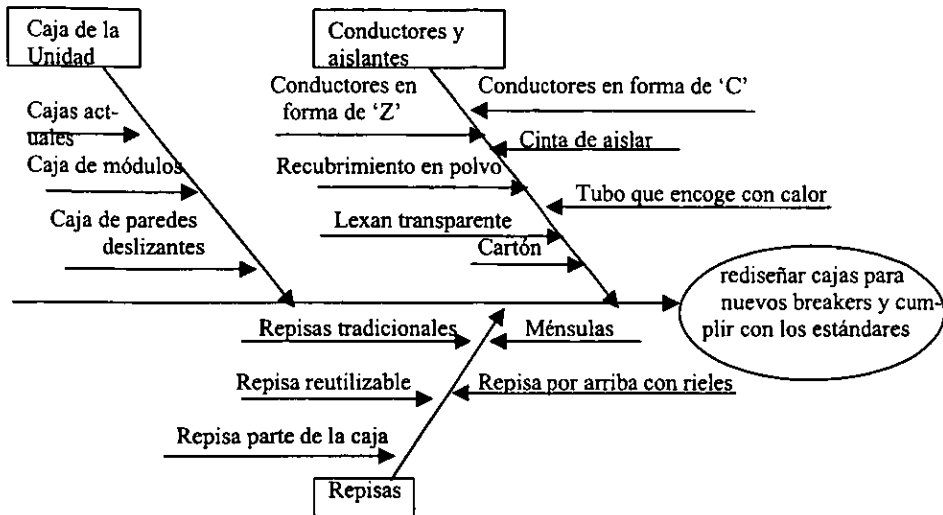 Caja de la
Unidad
Conductores y
aislantes
Cajas act-
uales
Caja de módulos
Caja de paredes
deslizantes
Conductores en
forma de ‘Z’
Conductores en forma de ‘C’
Cinta de aislar
Recubrimiento en polvo
Tubo que encoge con calor
Lexan transparente
Cartón
rediseñar cajas para
nuevos breakers y cum-
plir con los estándares
Repisas tradicionales
Ménsulas
Repisa reutilizable
Repisa por arriba con rieles
Repisa parte de la caja
Repisas